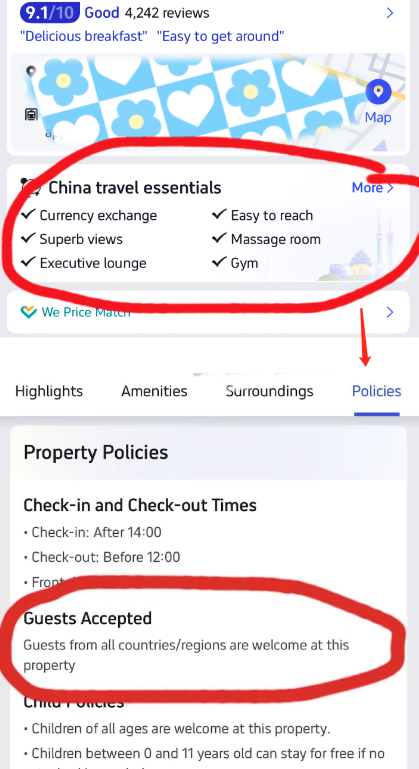 9.1/10 Good 4,242 reviews
"Delicious breakfast" "Easy to get around"
Map
China travel essentials
More
Currency exchange
Easy to reach
Superb views
Massage room
Executive lounge
Gym
We Price Match
Highlights Amenities Surroundings Policies
Property Policies
Check-in and Check-out Times
• Check-in: After 14:00
• Check-out: Before 12:00
Guests Accepted
Guests from all countries/regions are welcome at this
property
Child Policies
• Children of all ages are welcome at this property.
• Children between 0 and 11 years old can stay for free if no